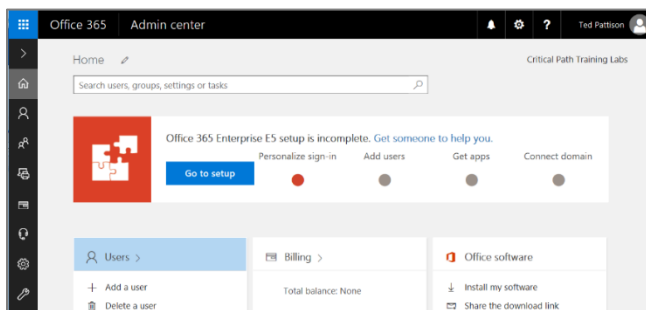 Office 365 Admin center ? Ted Pattison
Home Critical Path Training Labs
Search users, groups, settings or tasks
Office 365 Enterprise E5 setup is incomplete. Get someone to help you.
Go to setup Personalize sign-in Add users Get apps Connect domain
Users > Billing > Office software
Add a user Total balance: None Install my software
Delete a user Share the download link